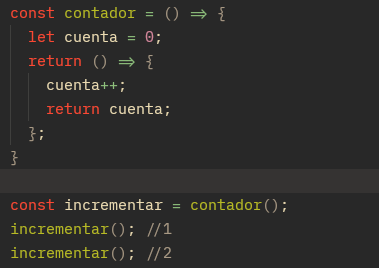 const contador = () => {
  let cuenta = 0;
  return () => {
    cuenta++;
    return cuenta;
  };
}
const incrementar = contador();
incrementar(); //1
incrementar(); //2